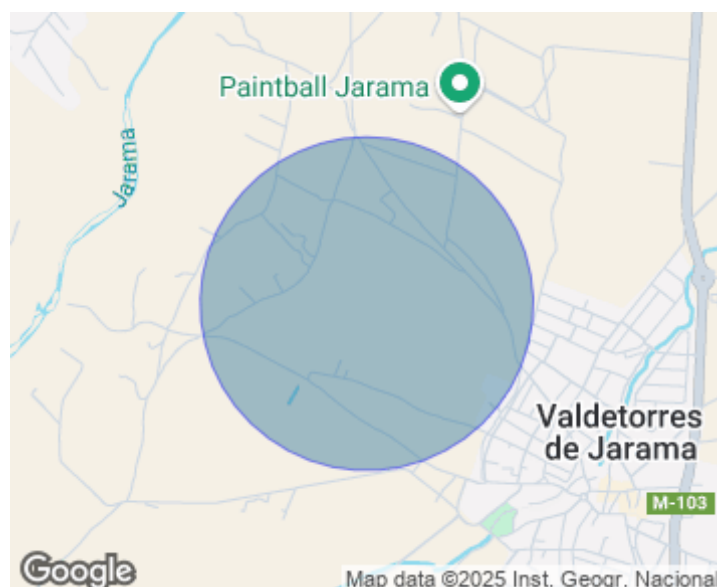 Paintball Jarama
Jarama
Valdetorres
de Jarama
M-103
Google
Map data ©2025 Inst. Geogr. Nacional